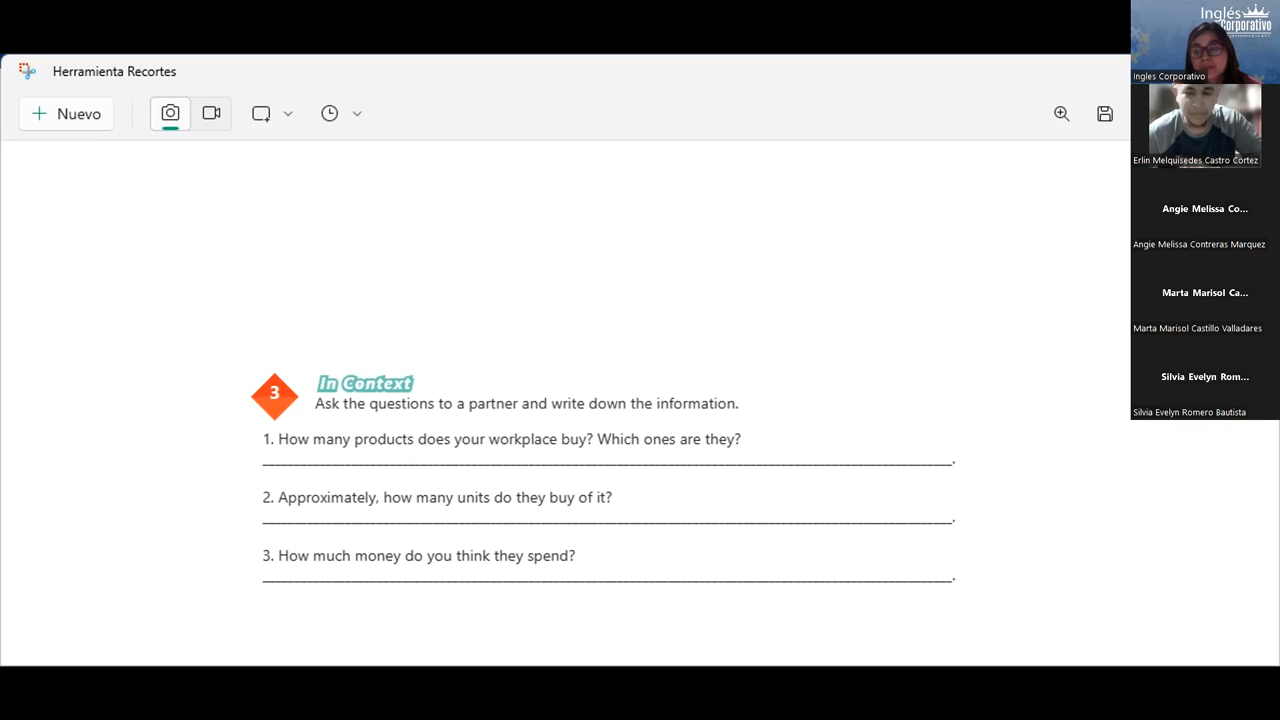 Herramienta Recortes
Nuevo
3
In Context
Ask the questions to a partner and write down the information.
1. How many products does your workplace buy? Which ones are they?
2. Approximately, how many units do they buy of it?
3. How much money do you think they spend?
Inglés
Corporativo
Ingles Corporativo
Erlin Melquisedes Castro Cortez
Angie Melissa Co...
Angie Melissa Contreras Marquez
Marta Marisol Ca...
Marta Marisol Castillo Valladares
Silvia Evelyn Rom...
Silvia Evelyn Romero Bautista